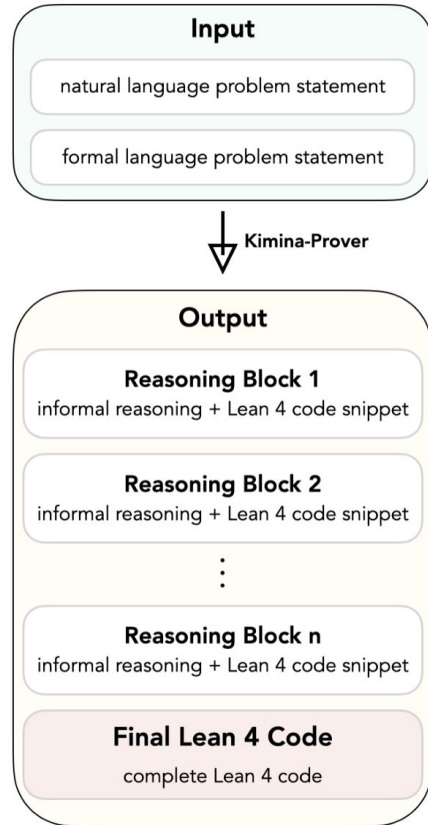 Input
natural language problem statement
formal language problem statement
Kimina-Prover
Output
Reasoning Block 1
informal reasoning + Lean 4 code snippet
Reasoning Block 2
informal reasoning + Lean 4 code snippet
⋮
Reasoning Block n
informal reasoning + Lean 4 code snippet
Final Lean 4 Code
complete Lean 4 code